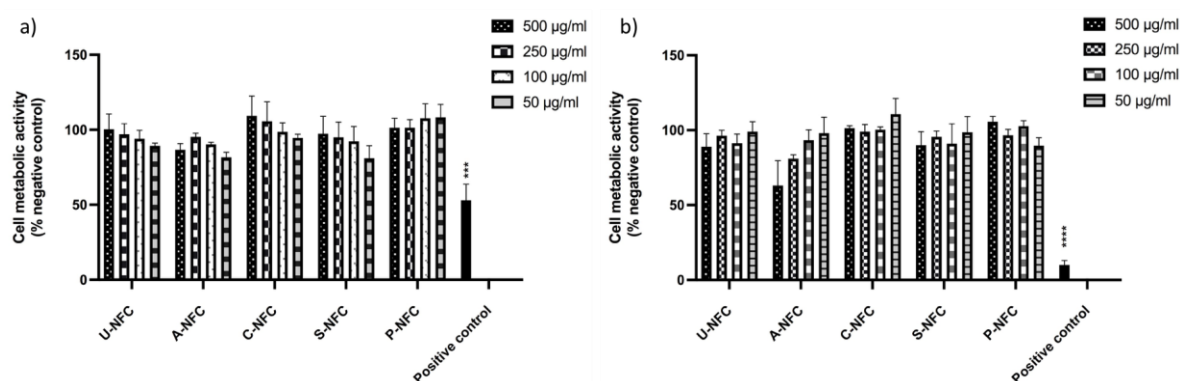 a)
500 µg/ml
250 µg/ml
100 µg/ml
50 µg/ml
150
100
50
0
Cell metabolic activity
(% negative control)
***
U-NFC
A-NFC
C-NFC
S-NFC
P-NFC
Positive control
b)
500 µg/ml
250 µg/ml
100 µg/ml
50 µg/ml
150
100
50
0
Cell metabolic activity
(% negative control)
****
U-NFC
A-NFC
C-NFC
S-NFC
P-NFC
Positive control